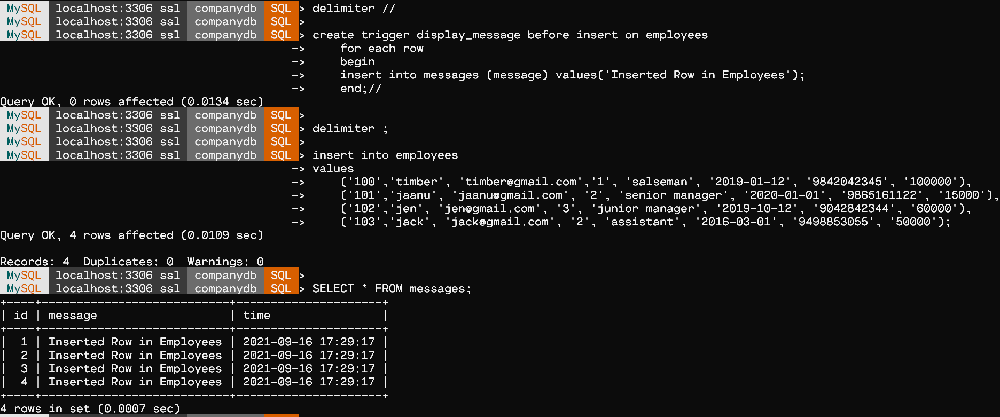 MySQL localhost:3306 ssl companydb SQL > delimiter //
MySQL localhost:3306 ssl companydb SQL >
MySQL localhost:3306 ssl companydb SQL > create trigger display_message before insert on employees
-> for each row
-> begin
-> insert into messages (message) values('Inserted Row in Employees');
-> end;//
Query OK, 0 rows affected (0.0134 sec)
MySQL localhost:3306 ssl companydb SQL >
MySQL localhost:3306 ssl companydb SQL > delimiter ;
MySQL localhost:3306 ssl companydb SQL >
MySQL localhost:3306 ssl companydb SQL > insert into employees
-> values
-> ('100','timber', 'timber@gmail.com','1', 'salseman', '2019-01-12', '9842042345', '100000'),
-> ('101','jaanu', 'jaanu@gmail.com', '2', 'senior manager', '2020-01-01', '9865161122', '15000'),
-> ('102','jen', 'jen@gmail.com', '3', 'junior manager', '2019-10-12', '9042842344', '60000'),
-> ('103','jack', 'jack@gmail.com', '2', 'assistant', '2016-03-01', '9498853055', '50000');
Query OK, 4 rows affected (0.0109 sec)
Records: 4  Duplicates: 0  Warnings: 0
MySQL localhost:3306 ssl companydb SQL >
MySQL localhost:3306 ssl companydb SQL > SELECT * FROM messages;
+----+---------------------------+---------------------+
| id | message                   | time                |
+----+---------------------------+---------------------+
|  1 | Inserted Row in Employees | 2021-09-16 17:29:17 |
|  2 | Inserted Row in Employees | 2021-09-16 17:29:17 |
|  3 | Inserted Row in Employees | 2021-09-16 17:29:17 |
|  4 | Inserted Row in Employees | 2021-09-16 17:29:17 |
+----+---------------------------+---------------------+
4 rows in set (0.0007 sec)